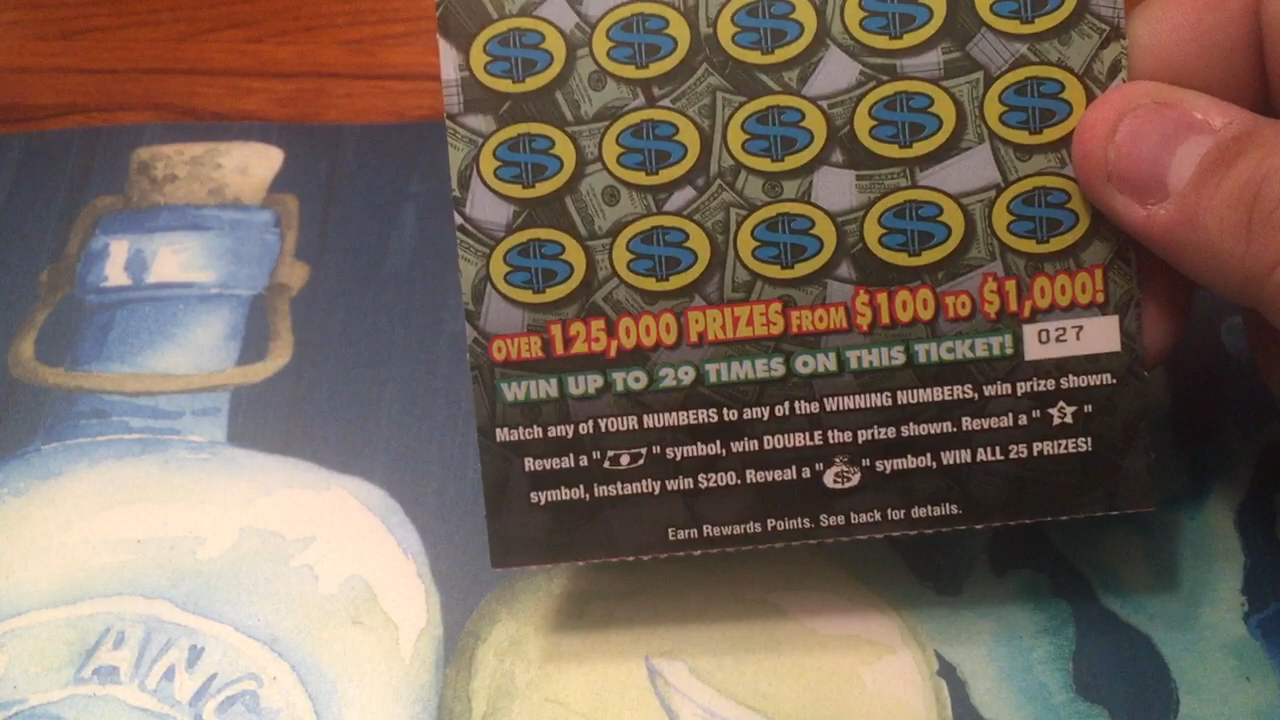 OVER 125,000 PRIZES FROM $100 TO $1,000!
WIN UP TO 29 TIMES ON THIS TICKET! 027
Match any of YOUR NUMBERS to any of the WINNING NUMBERS, win prize shown.
Reveal a " " symbol, win DOUBLE the prize shown. Reveal a " $ "
symbol, instantly win $200. Reveal a "$" symbol, WIN ALL 25 PRIZES!
Earn Rewards Points. See back for details.
ANC